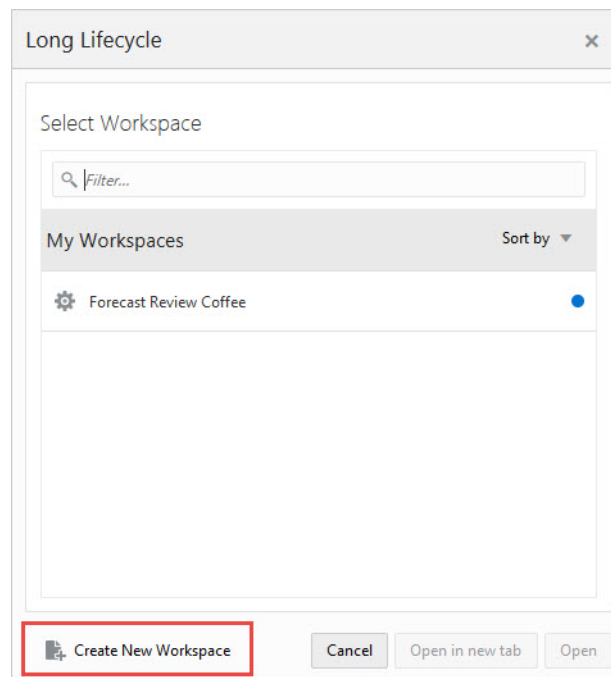 Long Lifecycle
Select Workspace
Filter...
My Workspaces Sort by
Forecast Review Coffee
Create New Workspace Cancel Open in new tab Open